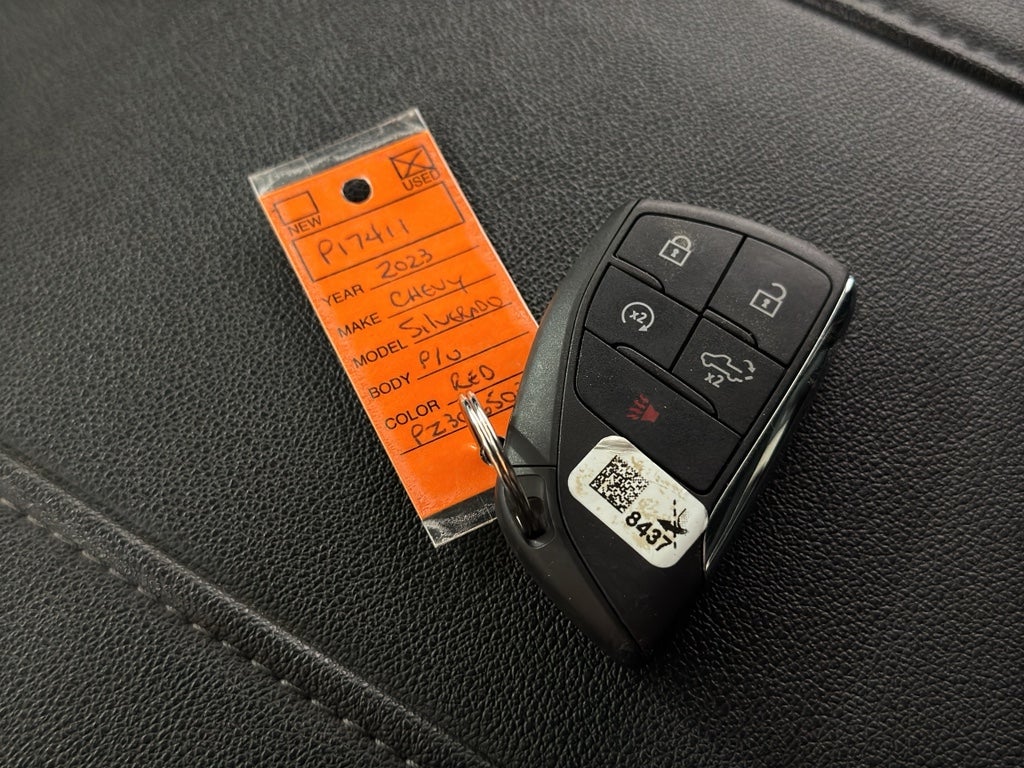 NEW
USED
P17411
YEAR 2023
MAKE CHEVY
MODEL SILVERADO
BODY P/U
COLOR RED
x2
x2
8437